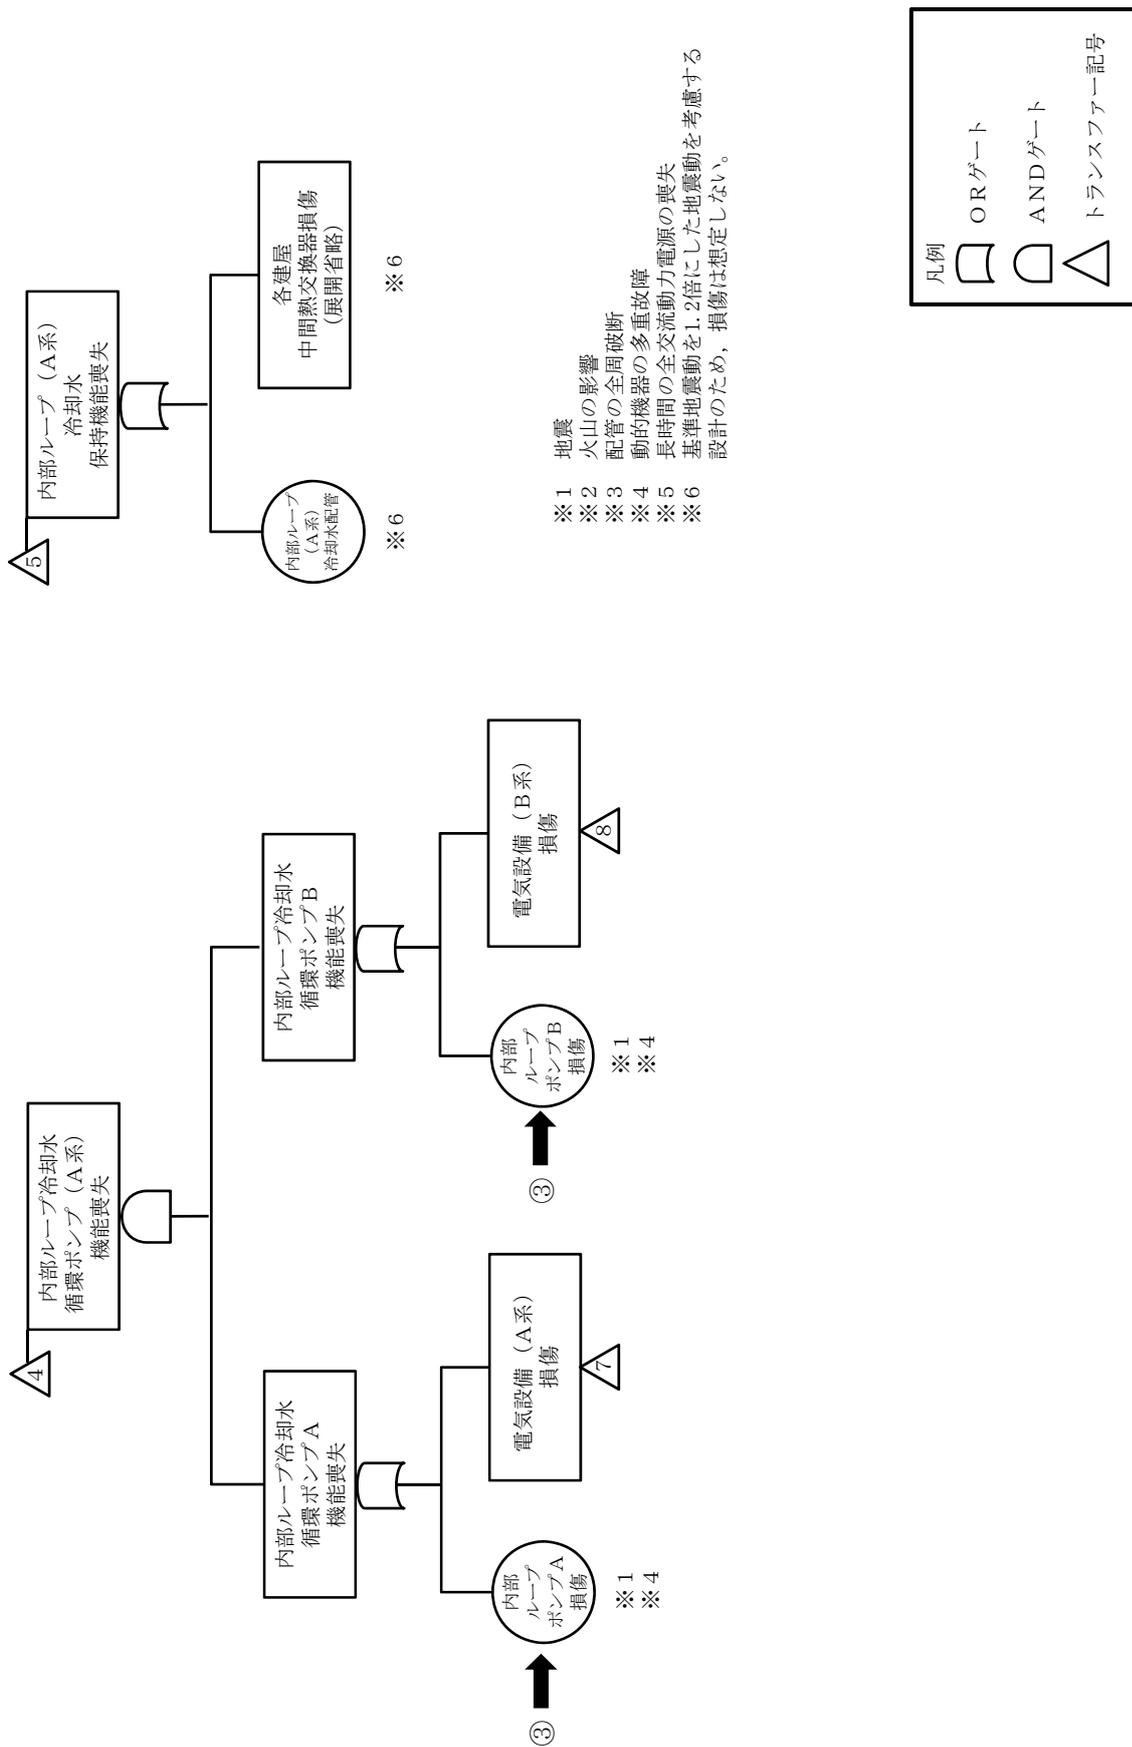 4
内部ループ冷却水
循環ポンプ（A系）
機能喪失
内部ループ冷却水
循環ポンプA
機能喪失
内部ループ冷却水
循環ポンプB
機能喪失
③
内部
ループ
ポンプA
損傷
※1
※4
電気設備（A系）
損傷
7
③
内部
ループ
ポンプB
損傷
※1
※4
電気設備（B系）
損傷
8
5
内部ループ（A系）
冷却水
保持機能喪失
内部ループ
（A系）
冷却水配管
※6
各建屋
中間熱交換器損傷
（展開省略）
※6
※1 地震
※2 火山の影響
※3 配管の全周破断
※4 動的機器の多重故障
※5 長時間の全交流動力電源の喪失
※6 基準地震動を1.2倍にした地震動を考慮する
設計のため，損傷は想定しない。
凡例
ORゲート
ANDゲート
トランスファー記号